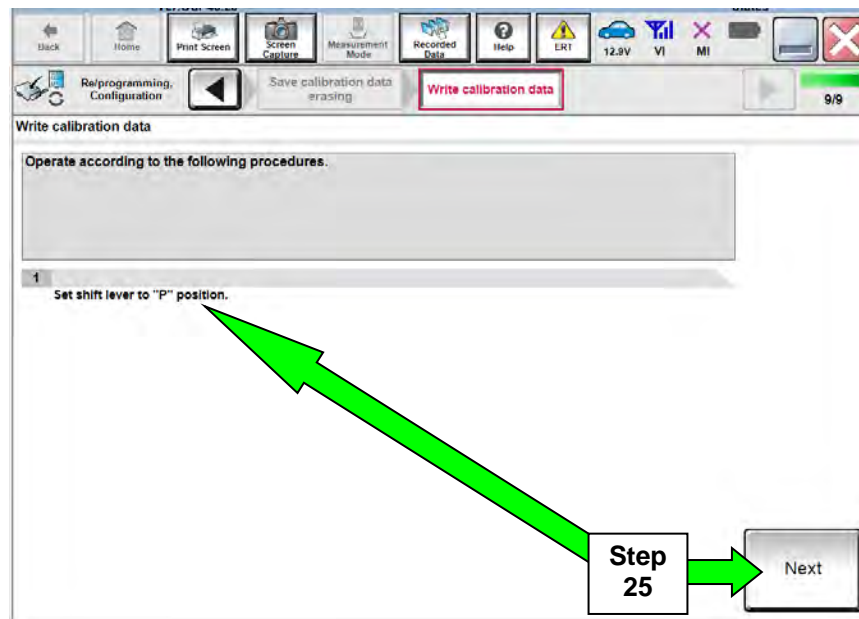 Back
Home
Print Screen
Screen
Capture
Measurement
Mode
Recorded
Data
Help
ERT
12.9V
VI
MI
Re/programming,
Configuration
Save calibration data
erasing
Write calibration data
9/9
Write calibration data
Operate according to the following procedures.
1
Set shift lever to "P" position.
Step
25
Next